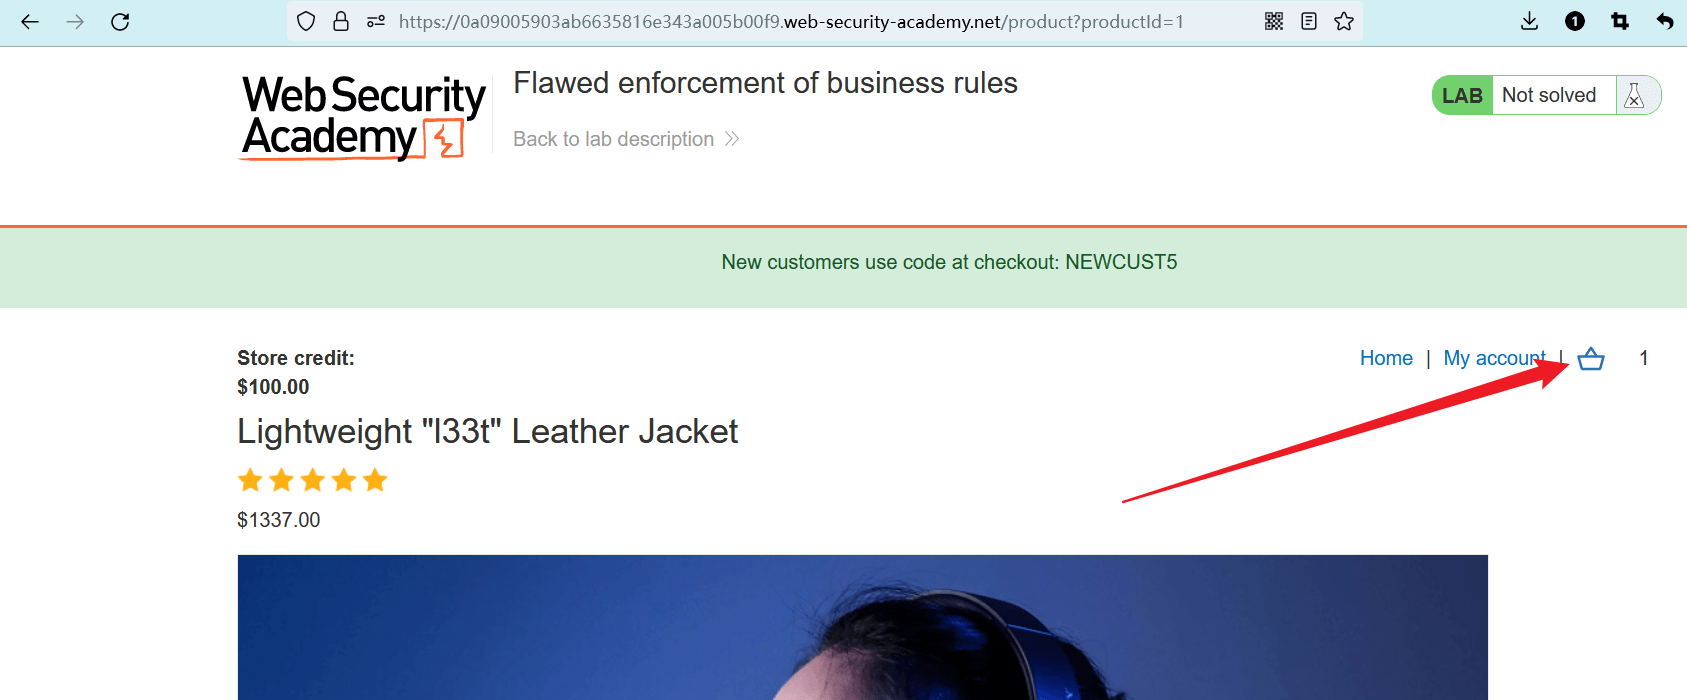 https://0a09005903ab6635816e343a005b00f9.web-security-academy.net/product?productId=1
1
Web Security
Academy
Flawed enforcement of business rules
Back to lab description
LAB Not solved
New customers use code at checkout: NEWCUST5
Store credit:
$100.00
Home | My account | 1
Lightweight "l33t" Leather Jacket
$1337.00